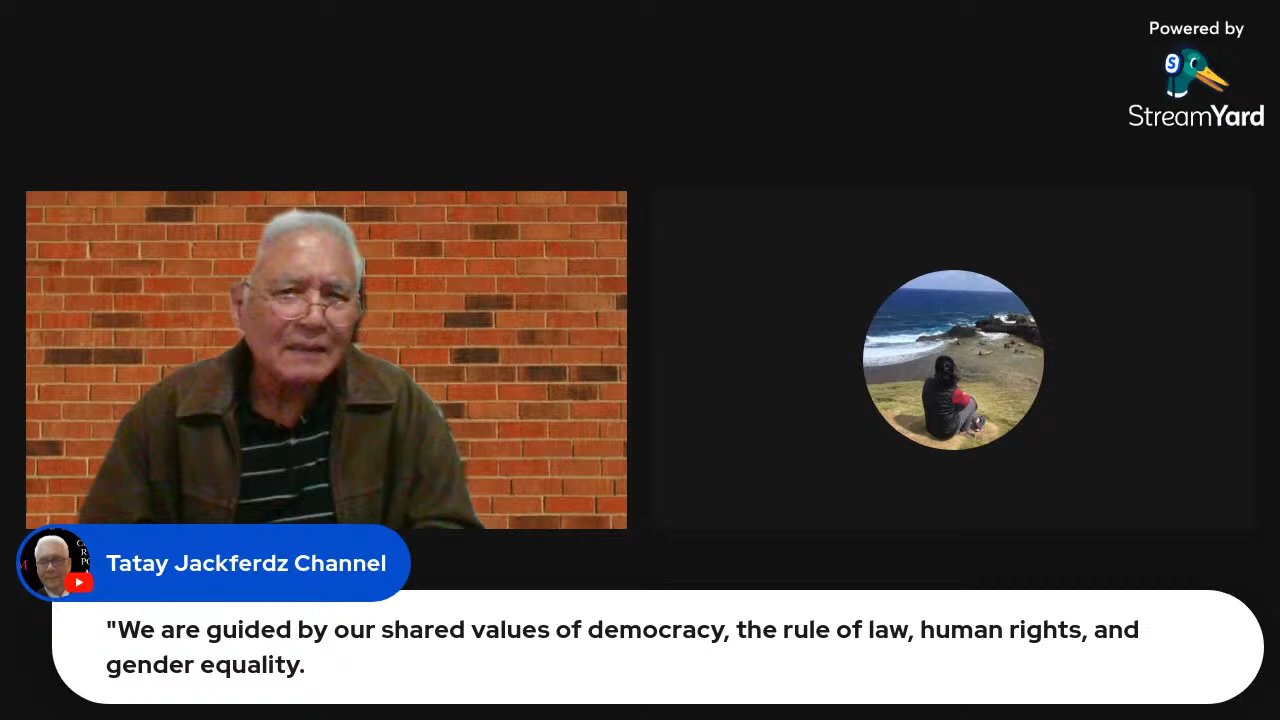 Powered by
StreamYard
Tatay Jackferdz Channel
"We are guided by our shared values of democracy, the rule of law, human rights, and
gender equality.